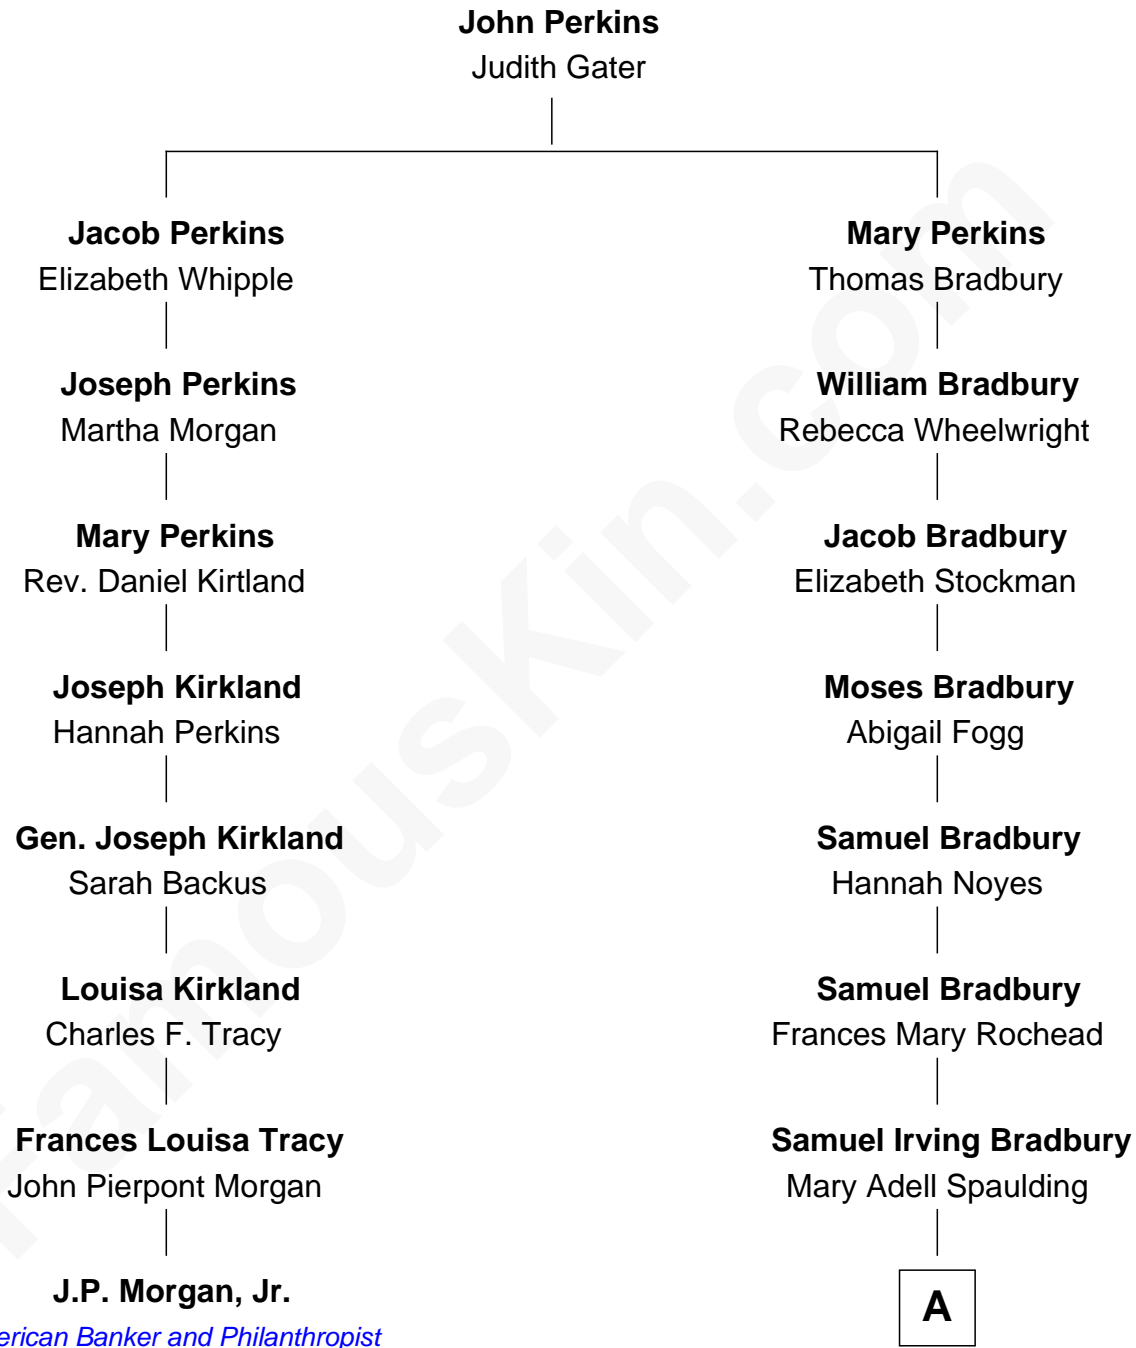 John Perkins
Judith Gater
Jacob Perkins
Elizabeth Whipple
Mary Perkins
Thomas Bradbury
Joseph Perkins
Martha Morgan
William Bradbury
Rebecca Wheelwright
Mary Perkins
Rev. Daniel Kirtland
Jacob Bradbury
Elizabeth Stockman
Joseph Kirkland
Hannah Perkins
Moses Bradbury
Abigail Fogg
Gen. Joseph Kirkland
Sarah Backus
Samuel Bradbury
Hannah Noyes
Louisa Kirkland
Charles F. Tracy
Samuel Bradbury
Frances Mary Rochead
Frances Louisa Tracy
John Pierpont Morgan
Samuel Irving Bradbury
Mary Adell Spaulding
J.P. Morgan, Jr.
erican Banker and Philanthropist
A
FamousKin.com